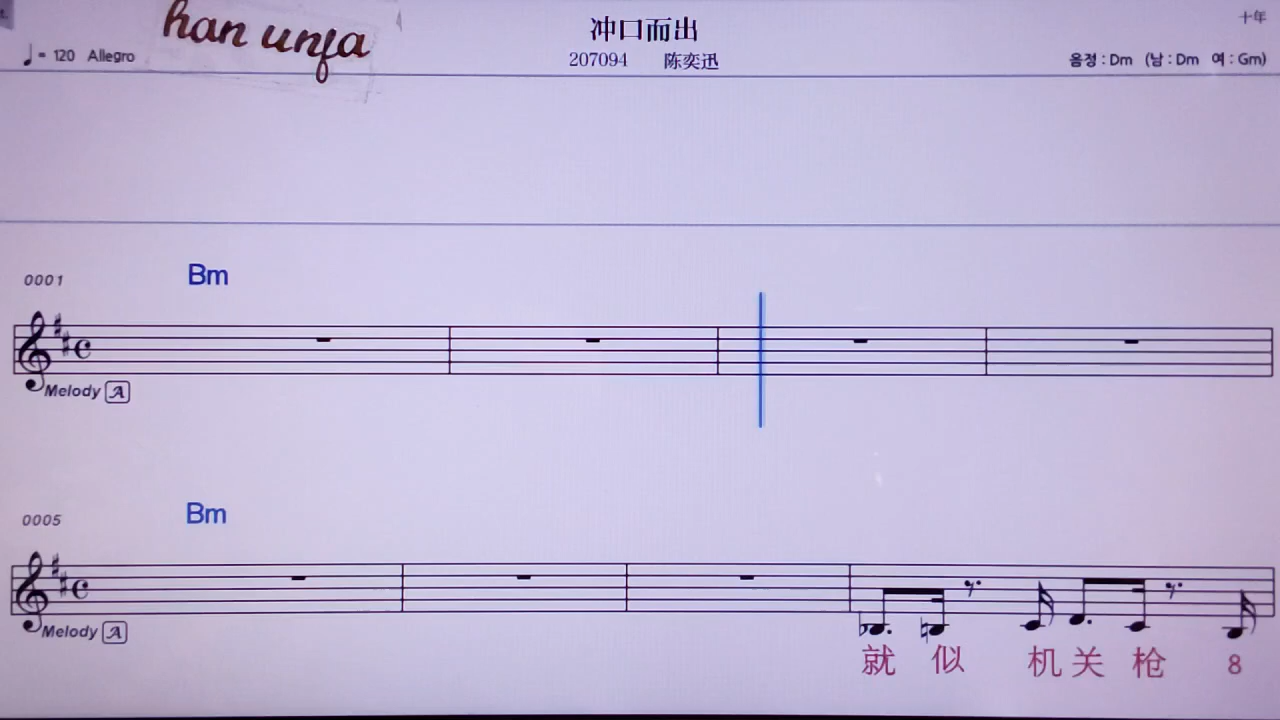 han unfa
冲口而出
十年
♩= 120 Allegro
207094 陈奕迅
음정 : Dm (남 : Dm 여 : Gm)
0001 Bm
Melody A
0005 Bm
Melody A
就 似 机 关 枪 8